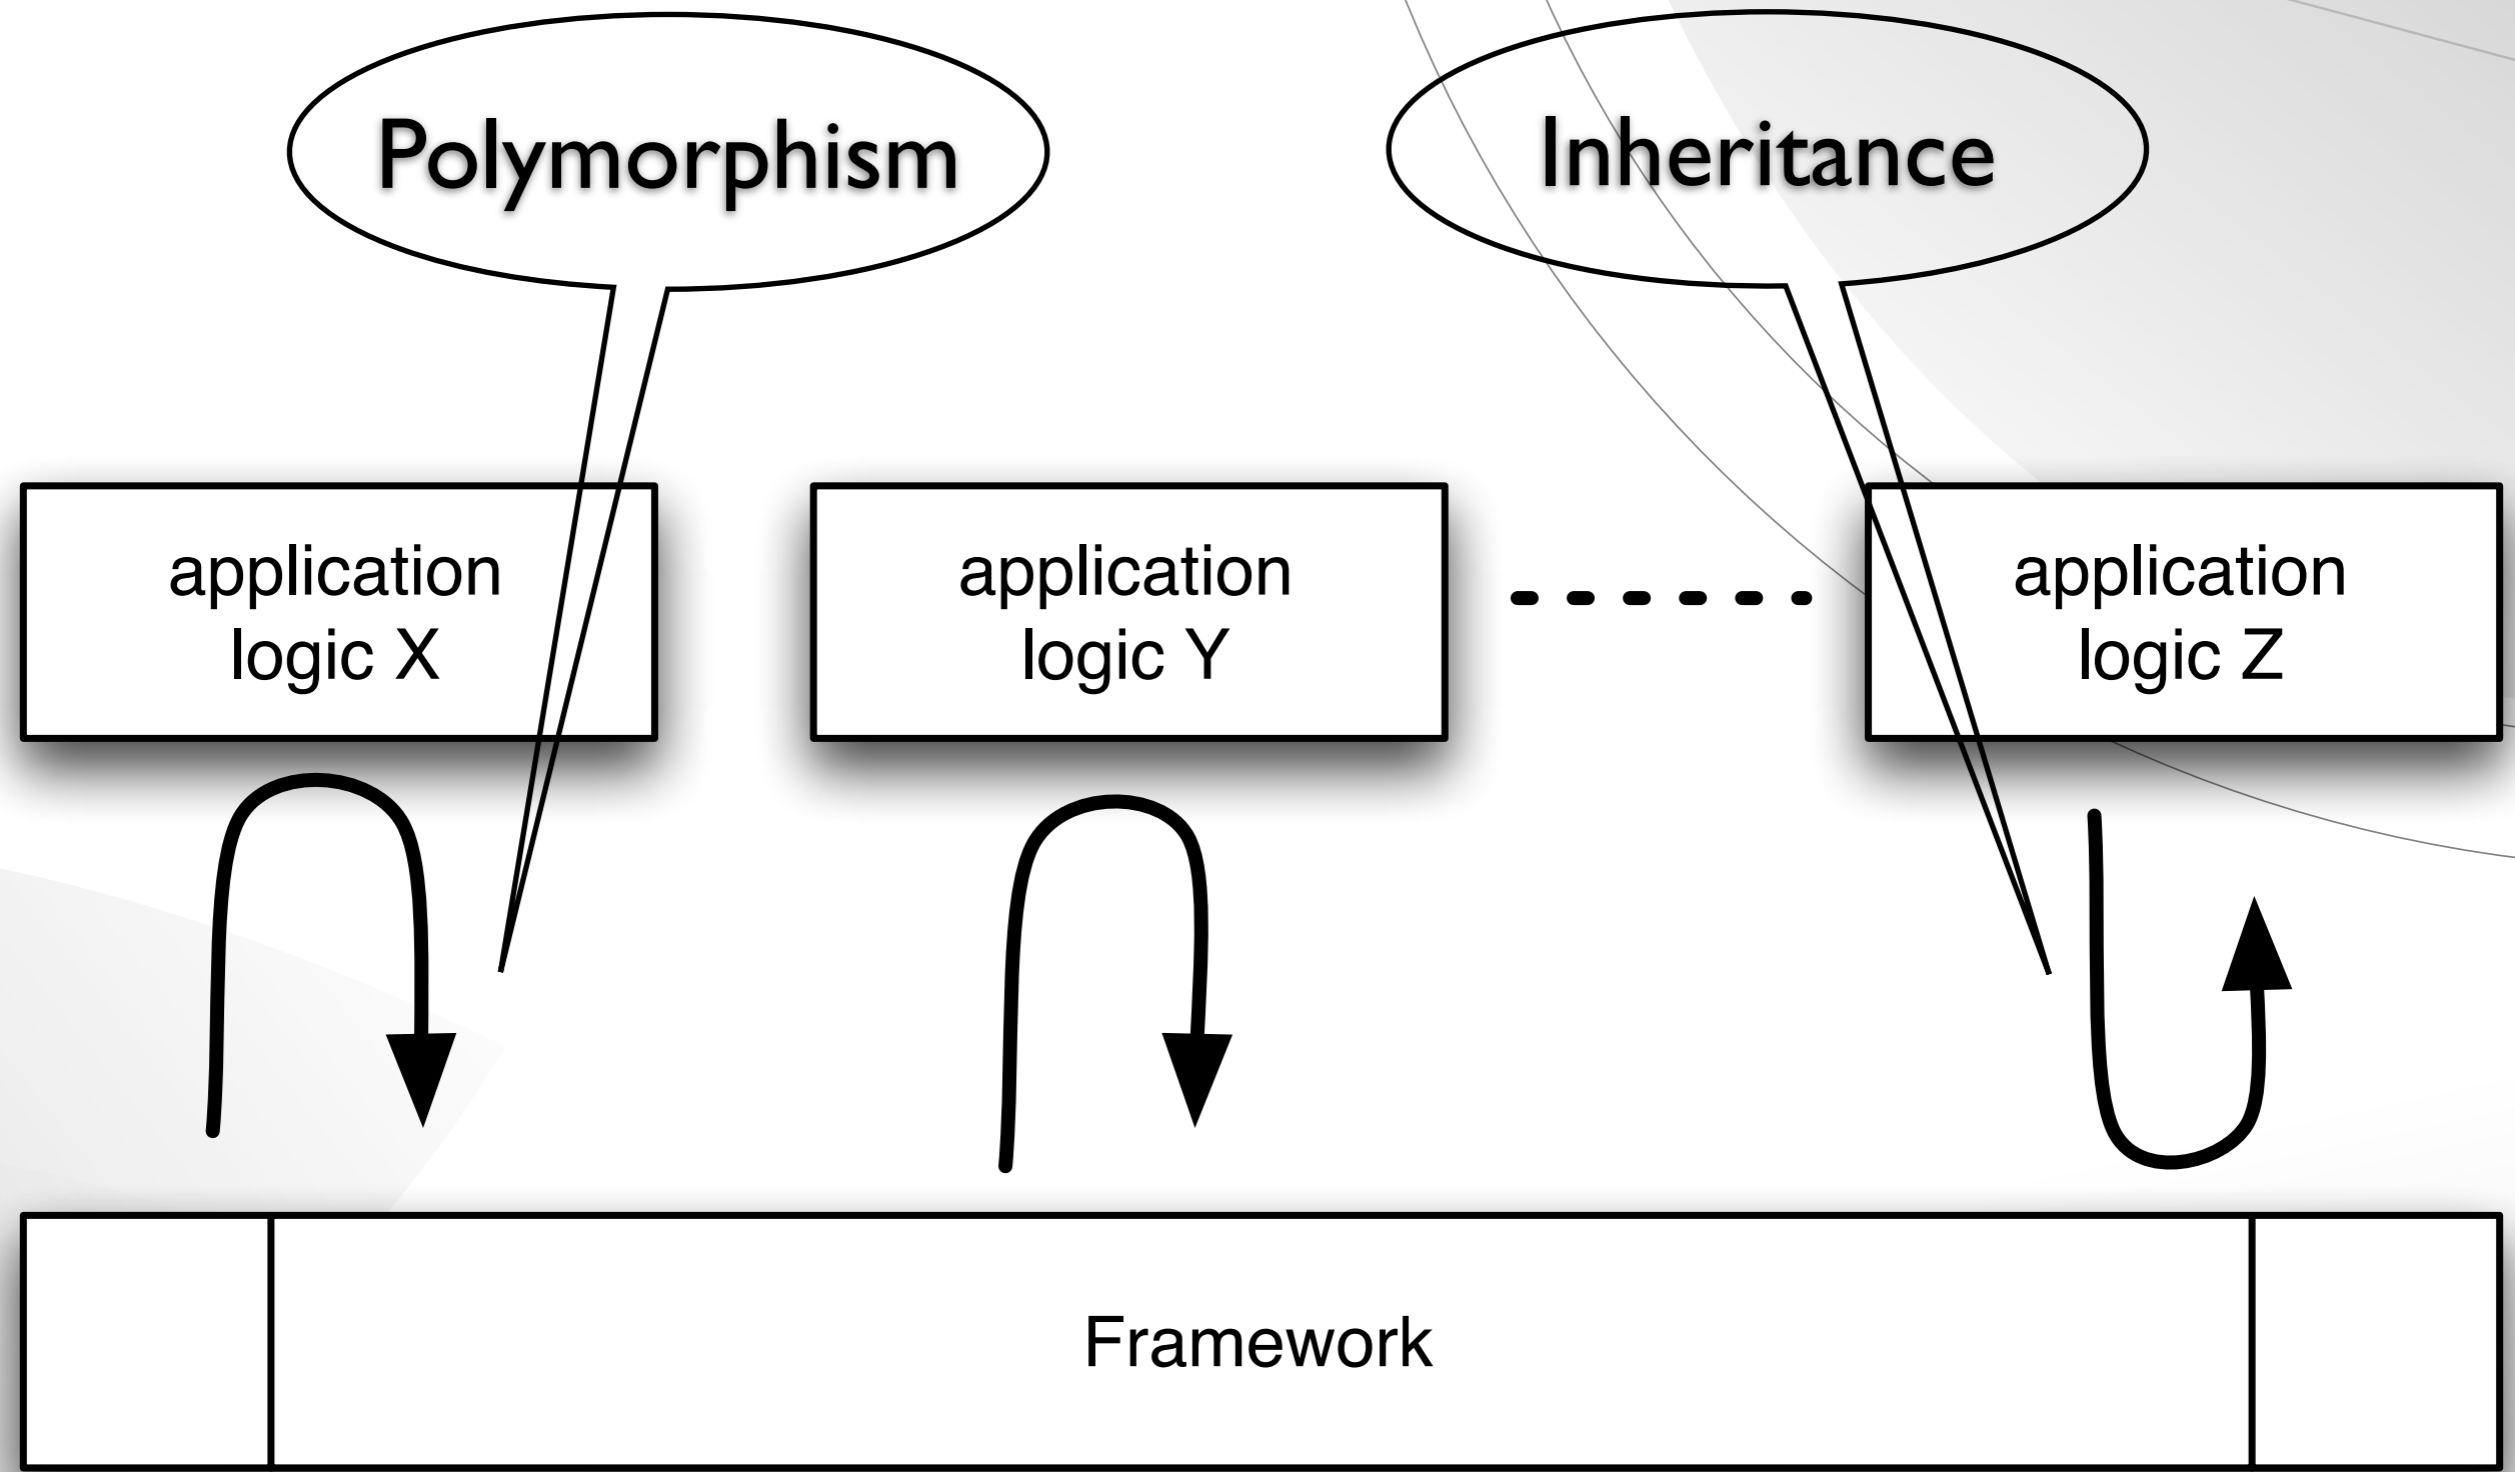 Polymorphism
Inheritance
application
logic X
application
logic Y
application
logic Z
Framework